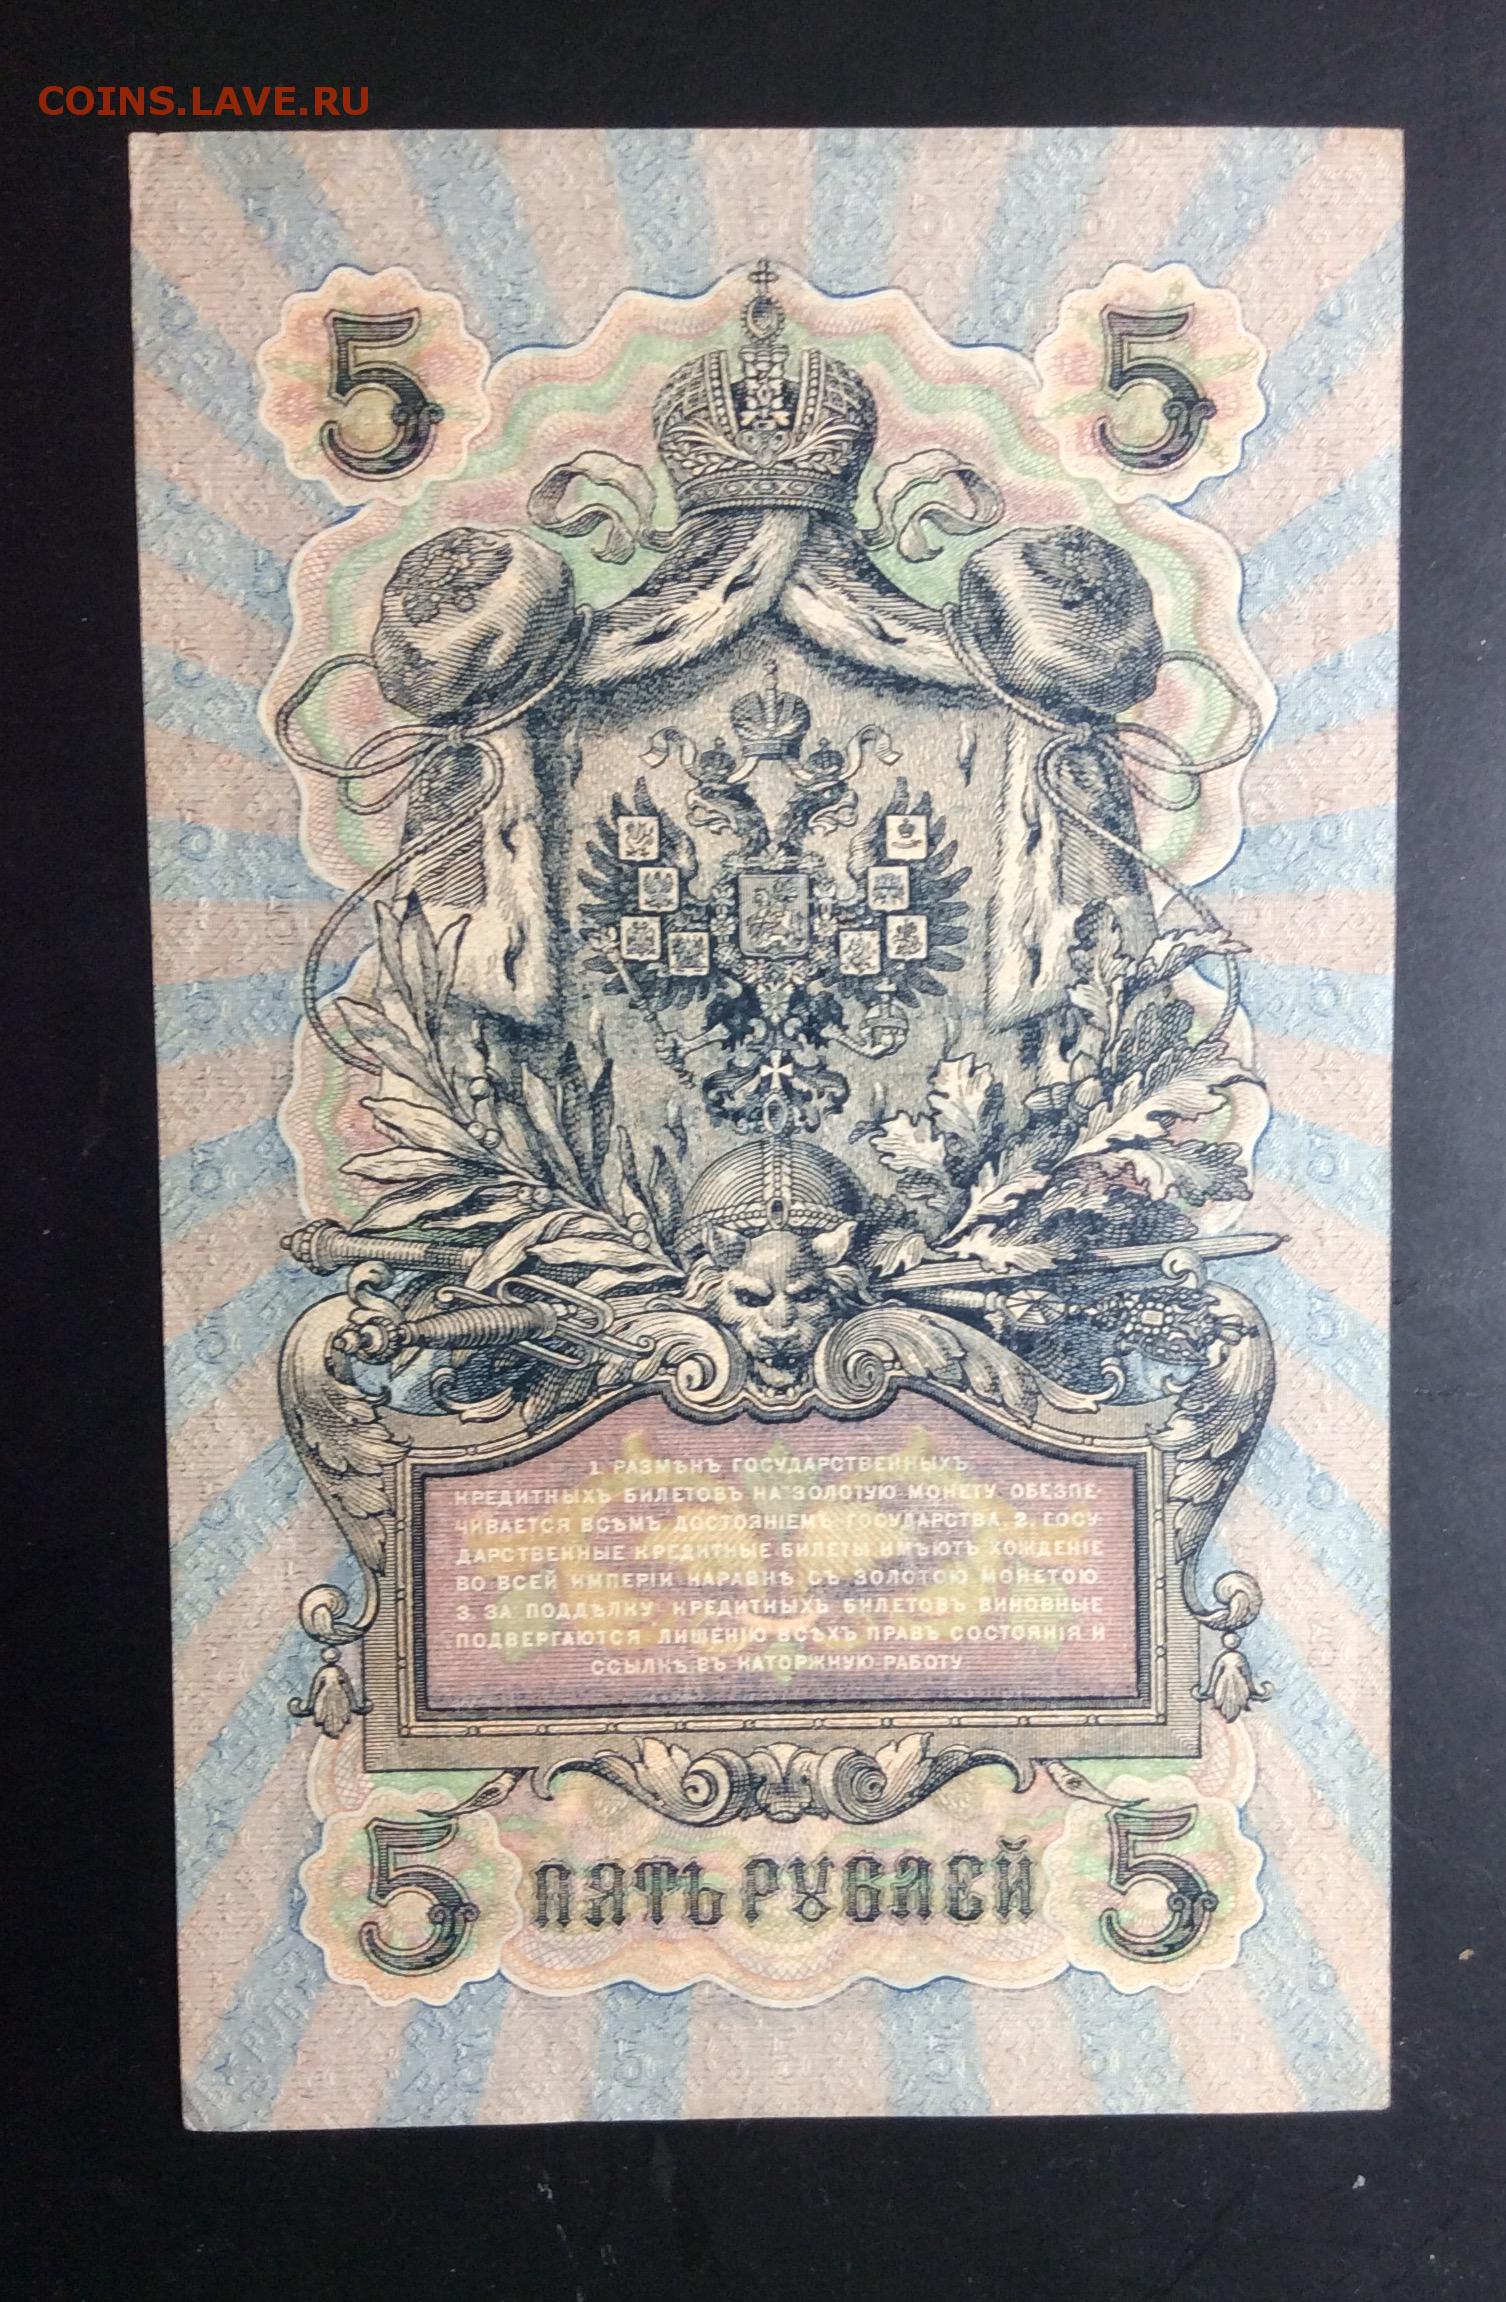 COINS.LAVE.RU
5 5
1. РАЗМѢНЪ ГОСУДАРСТВЕННЫХЪ
КРЕДИТНЫХЪ БИЛЕТОВЪ НА ЗОЛОТУЮ МОНЕТУ ОБЕЗПЕ-
ЧИВАЕТСЯ ВСѢМЪ ДОСТОЯНІЕМЪ ГОСУДАРСТВА. 2. ГОСУ-
ДАРСТВЕННЫЕ КРЕДИТНЫЕ БИЛЕТЫ ИМѢЮТЪ ХОЖДЕНІЕ
ВО ВСЕЙ ИМПЕРІИ НАРАВНѢ СЪ ЗОЛОТОЮ МОНЕТОЮ
3. ЗА ПОДДѢЛКУ КРЕДИТНЫХЪ БИЛЕТОВЪ ВИНОВНЫЕ
ПОДВЕРГАЮТСЯ ЛИШЕНІЮ ВСѢХЪ ПРАВЪ СОСТОЯНІЯ И
ССЫЛКѢ ВЪ КАТОРЖНУЮ РАБОТУ
5 ПЯТЬ РУБЛЕЙ 5